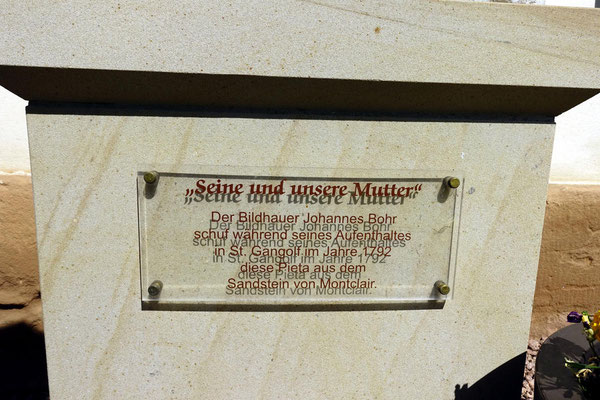 „Seine und unsere Mutter“
Der Bildhauer Johannes Bohr
schuf während seines Aufenthaltes
in St. Gangolf im Jahre 1792
diese Pieta aus dem
Sandstein von Montclair.